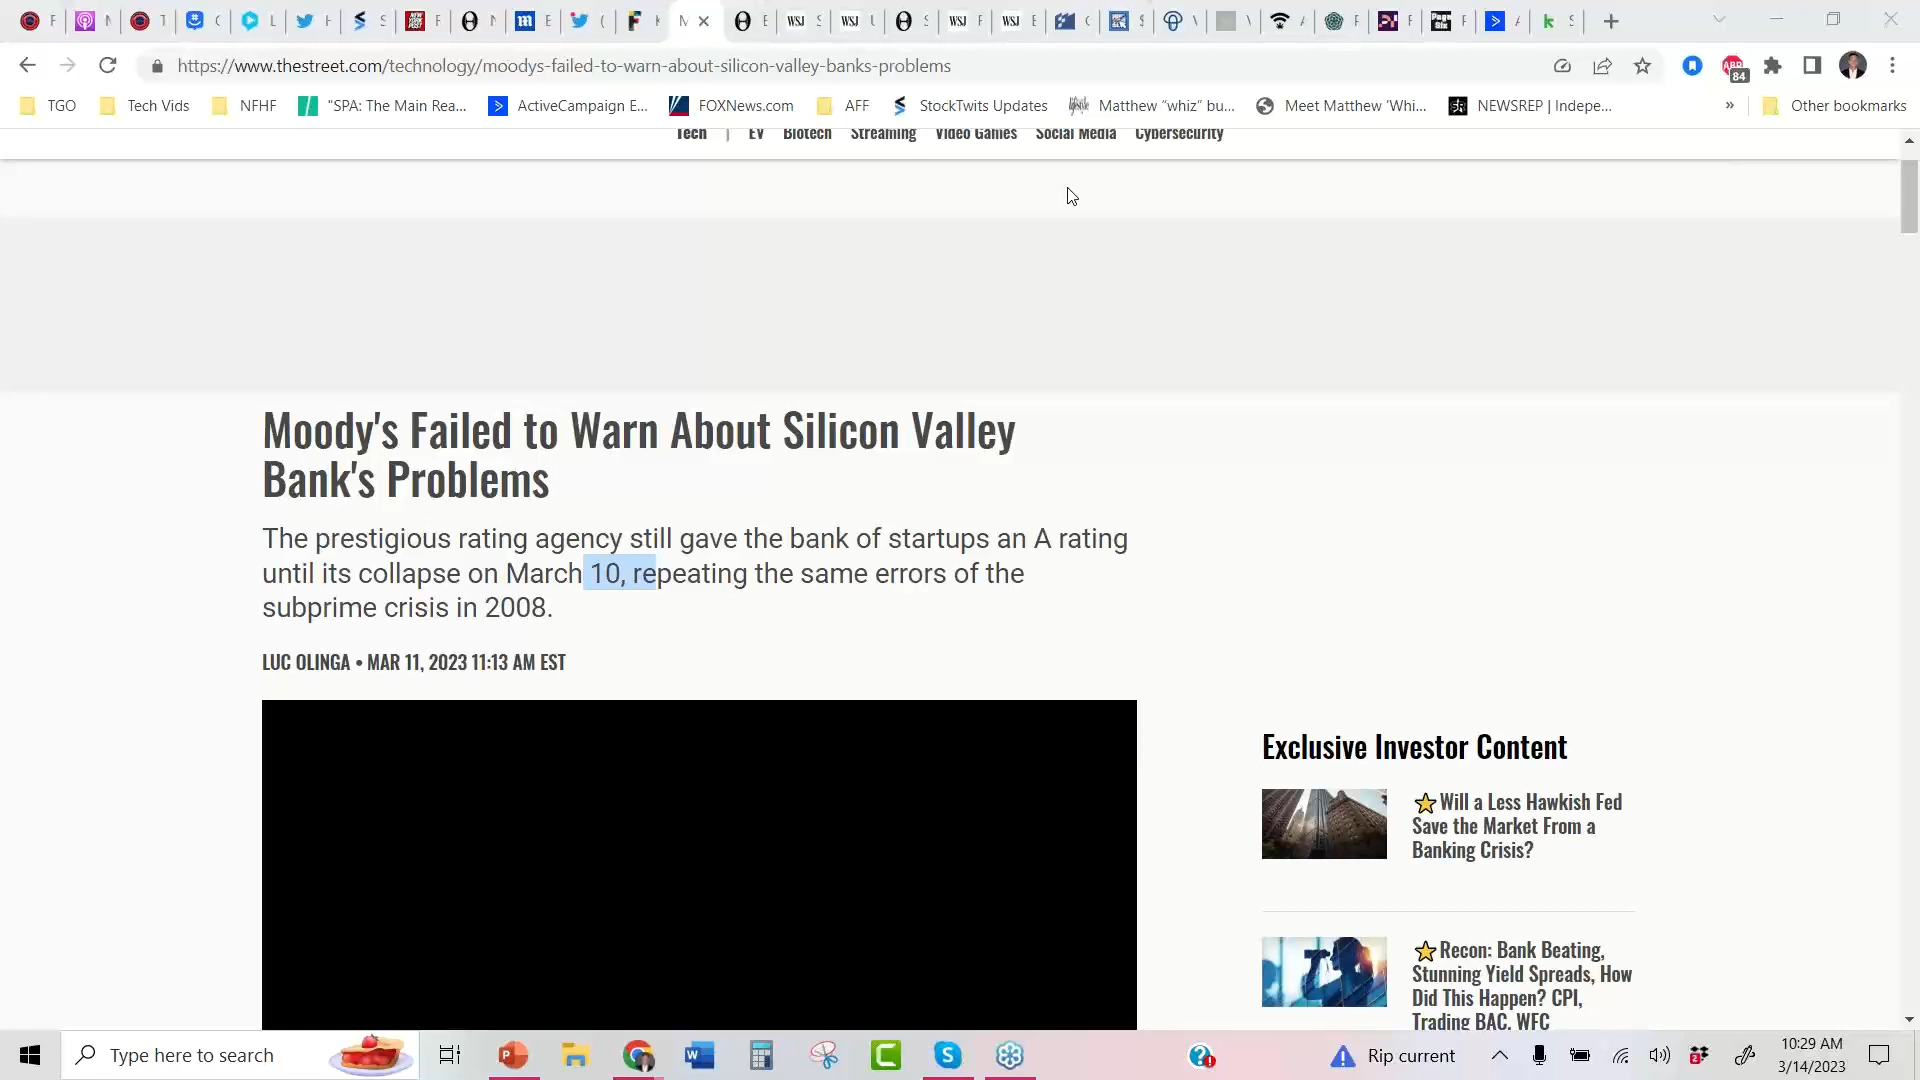 https://www.thestreet.com/technology/moodys-failed-to-warn-about-silicon-valley-banks-problems
84
TGO
Tech Vids
NFHF
"SPA: The Main Rea...
ActiveCampaign E...
FOXNews.com
AFF
StockTwits Updates
Matthew "whiz" bu...
Meet Matthew 'Whi...
NEWSREP | Indepe...
»
Other bookmarks
Tech | EV Biotech Streaming Video Games Social Media Cybersecurity
Moody's Failed to Warn About Silicon Valley
Bank's Problems
The prestigious rating agency still gave the bank of startups an A rating
until its collapse on March 10, repeating the same errors of the
subprime crisis in 2008.
LUC OLINGA • MAR 11, 2023 11:13 AM EST
Exclusive Investor Content
Will a Less Hawkish Fed
Save the Market From a
Banking Crisis?
Recon: Bank Beating,
Stunning Yield Spreads, How
Did This Happen? CPI,
Trading BAC, WFC
Type here to search
Rip current
10:29 AM
3/14/2023